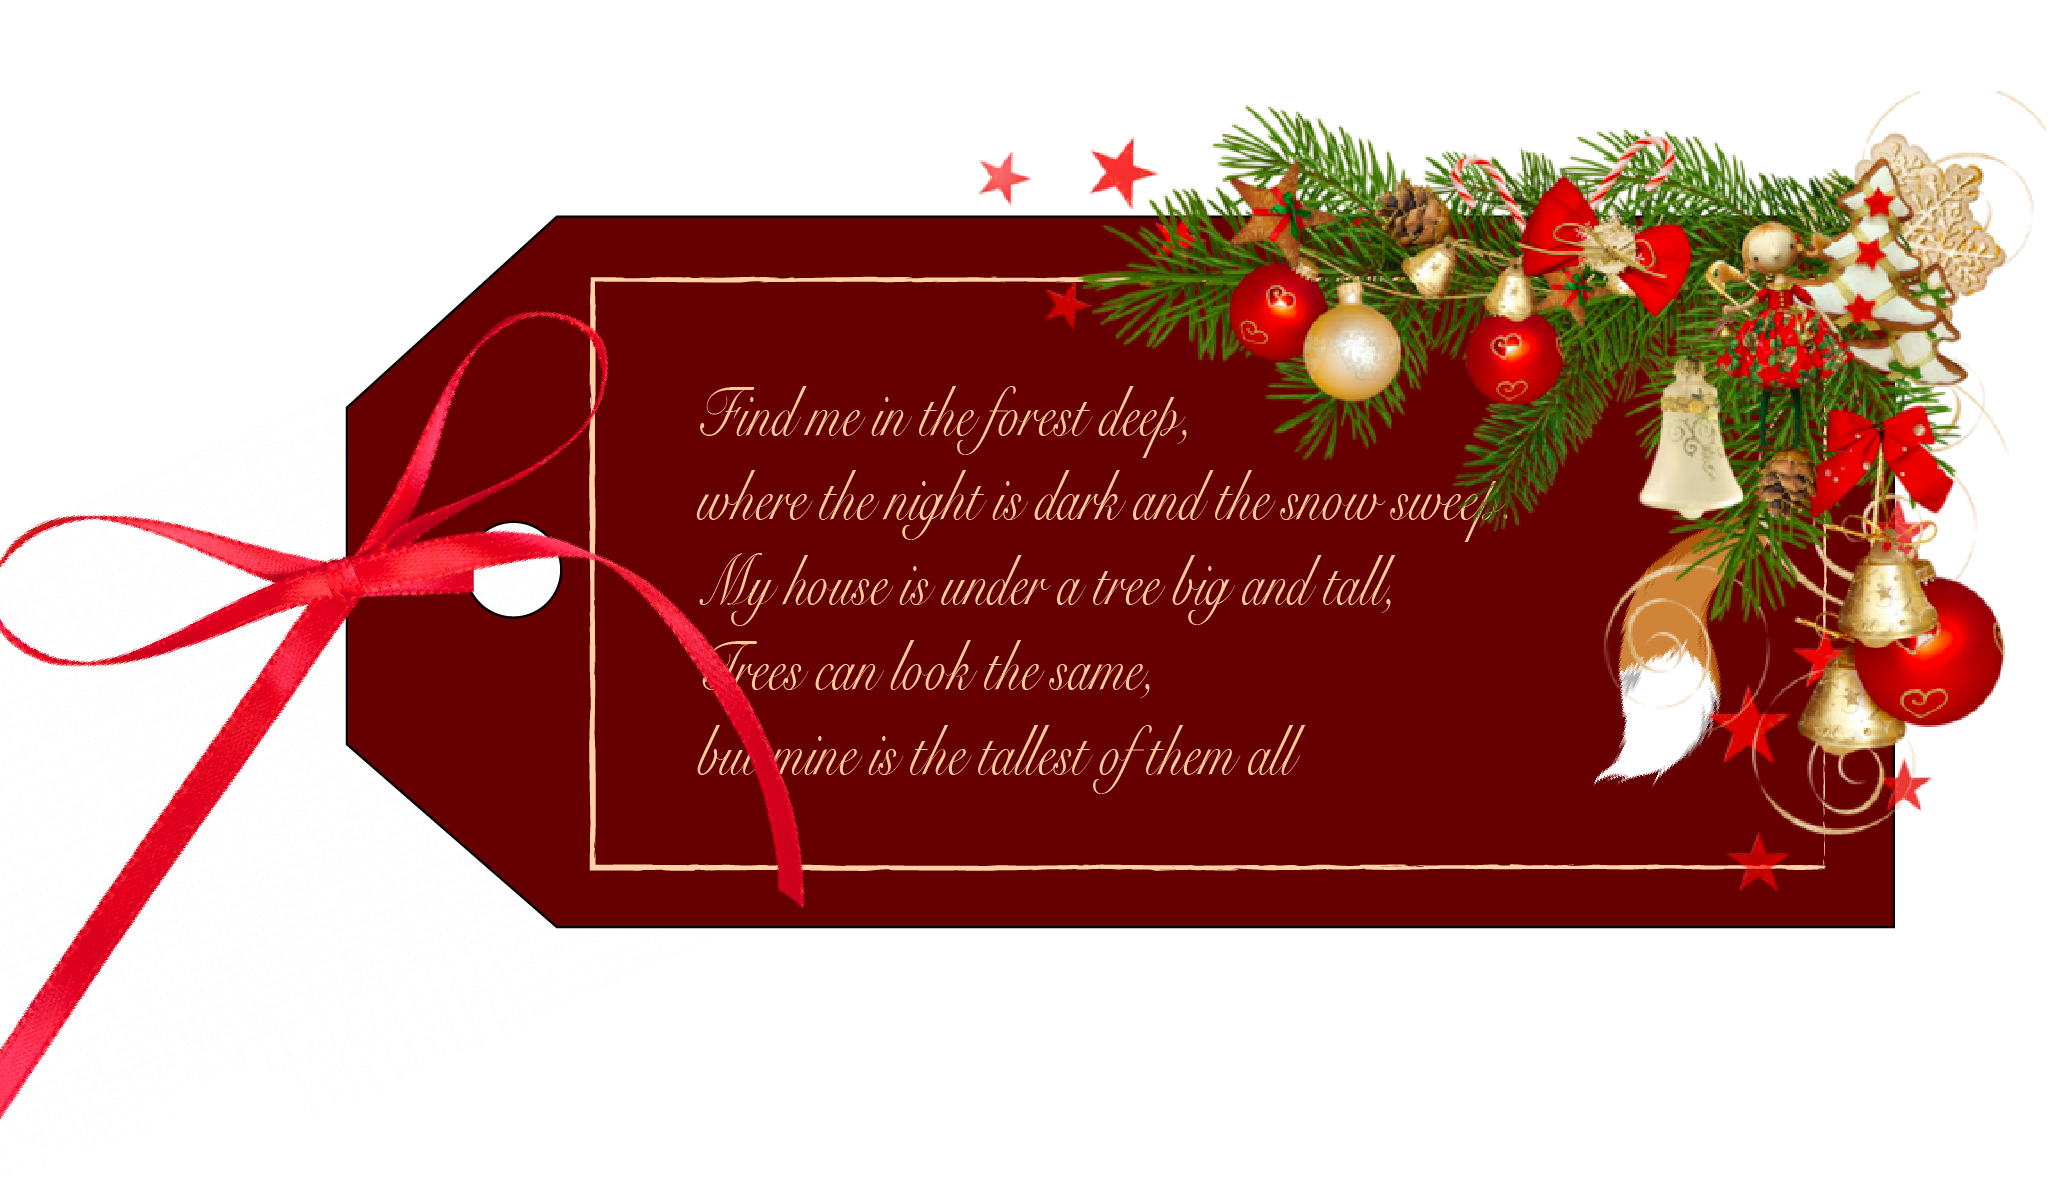 Find me in the forest deep,
where the night is dark and the snow sweep.
My house is under a tree big and tall,
Trees can look the same,
but mine is the tallest of them all